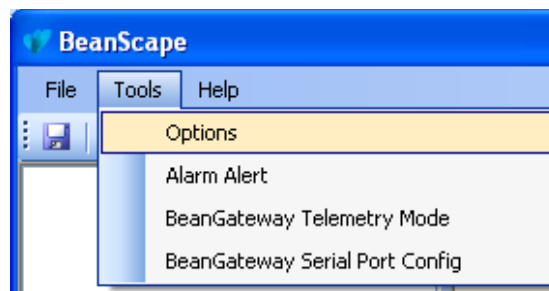 BeanScape
File Tools Help
Options
Alarm Alert
BeanGateway Telemetry Mode
BeanGateway Serial Port Config